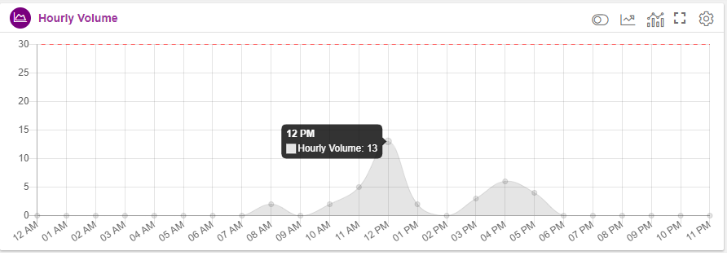 Hourly Volume
30
25
20
15
10
5
0
12 PM
Hourly Volume: 13
12 AM
01 AM
02 AM
03 AM
04 AM
05 AM
06 AM
07 AM
08 AM
09 AM
10 AM
11 AM
12 PM
01 PM
02 PM
03 PM
04 PM
05 PM
06 PM
07 PM
08 PM
09 PM
10 PM
11 PM